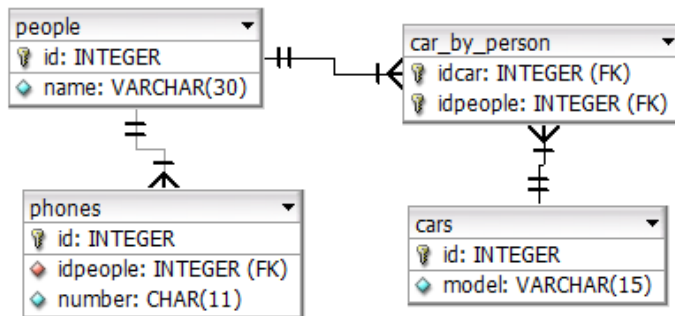 people
id: INTEGER
name: VARCHAR(30)
car_by_person
idcar: INTEGER (FK)
idpeople: INTEGER (FK)
phones
id: INTEGER
idpeople: INTEGER (FK)
number: CHAR(11)
cars
id: INTEGER
model: VARCHAR(15)